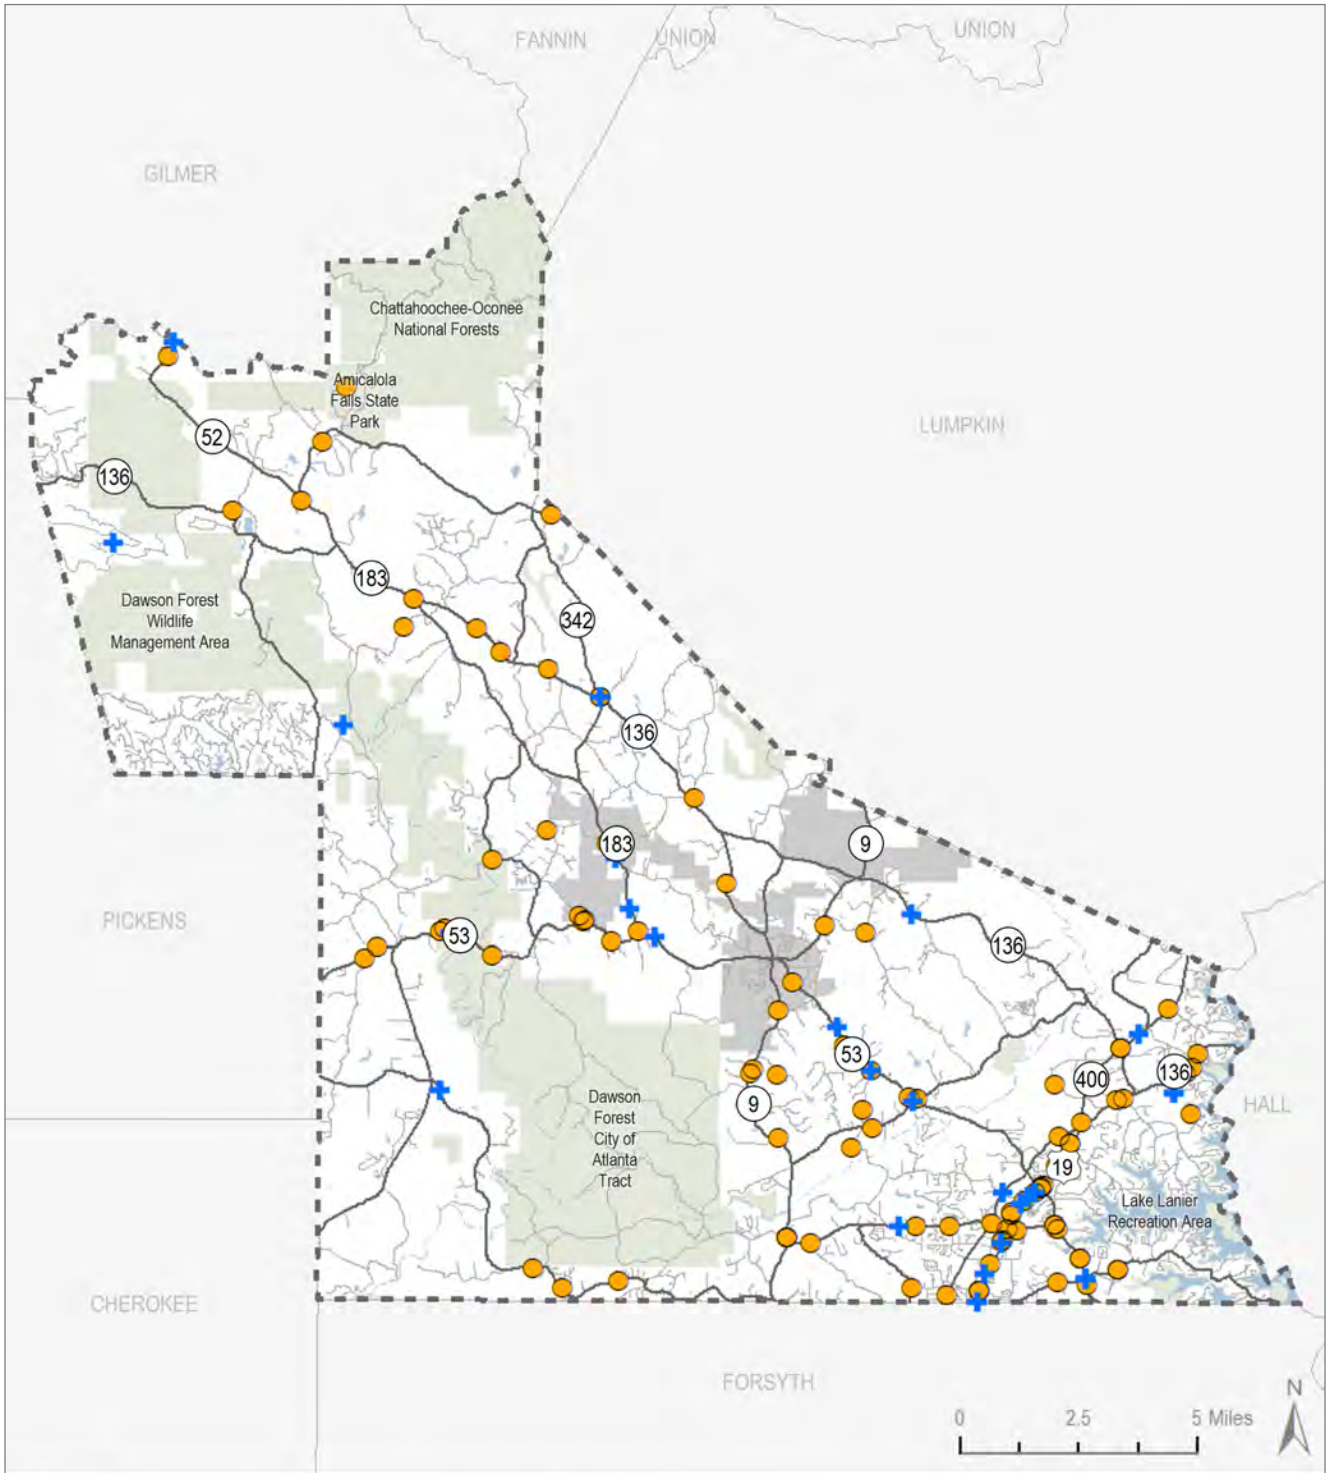 FANNIN
UNION
UNION
GILMER
Chattahoochee-Oconee
National Forests
Amicalola
Falls State
Park
52
LUMPKIN
136
183
Dawson Forest
Wildlife
Management Area
342
136
183
9
PICKENS
53
136
53
400
136
9
HALL
Dawson
Forest
City of
Atlanta
Tract
19
Lake Lanier
Recreation Area
CHEROKEE
FORSYTH
N
0 2.5 5 Miles